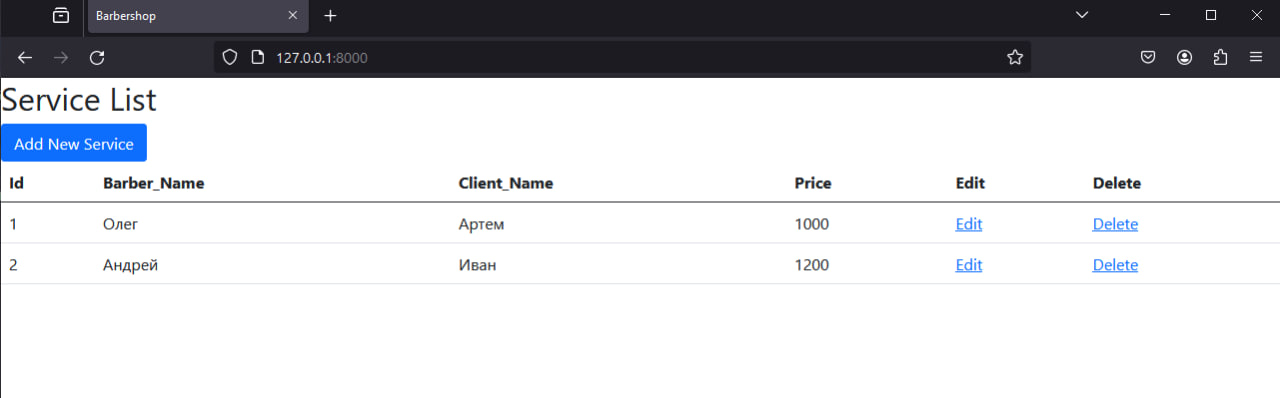 Barbershop
127.0.0.1:8000
Service List
Add New Service
Id Barber_Name Client_Name Price Edit Delete
1 Олег Артем 1000 Edit Delete
2 Андрей Иван 1200 Edit Delete